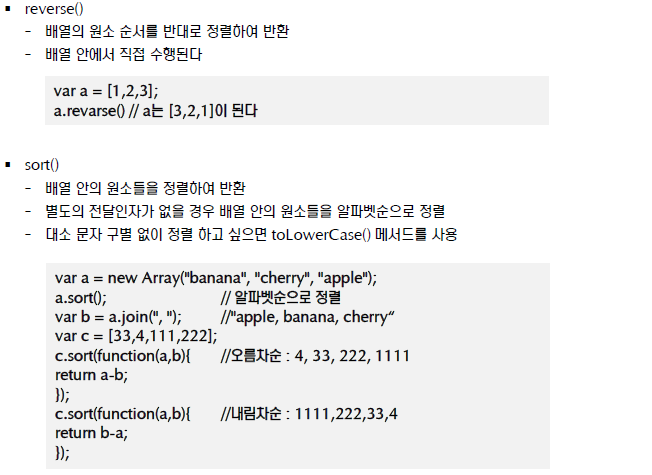 ▪ reverse()
- 배열의 원소 순서를 반대로 정렬하여 반환
- 배열 안에서 직접 수행된다
var a = [1,2,3];
a.revarse() // a는 [3,2,1]이 된다
▪ sort()
- 배열 안의 원소들을 정렬하여 반환
- 별도의 전달인자가 없을 경우 배열 안의 원소들을 알파벳순으로 정렬
- 대소 문자 구별 없이 정렬 하고 싶으면 toLowerCase() 메서드를 사용
var a = new Array("banana", "cherry", "apple");
a.sort(); // 알파벳순으로 정렬
var b = a.join(", "); //"apple, banana, cherry“
var c = [33,4,111,222];
c.sort(function(a,b){ //오름차순 : 4, 33, 222, 1111
return a-b;
});
c.sort(function(a,b){ //내림차순 : 1111,222,33,4
return b-a;
});